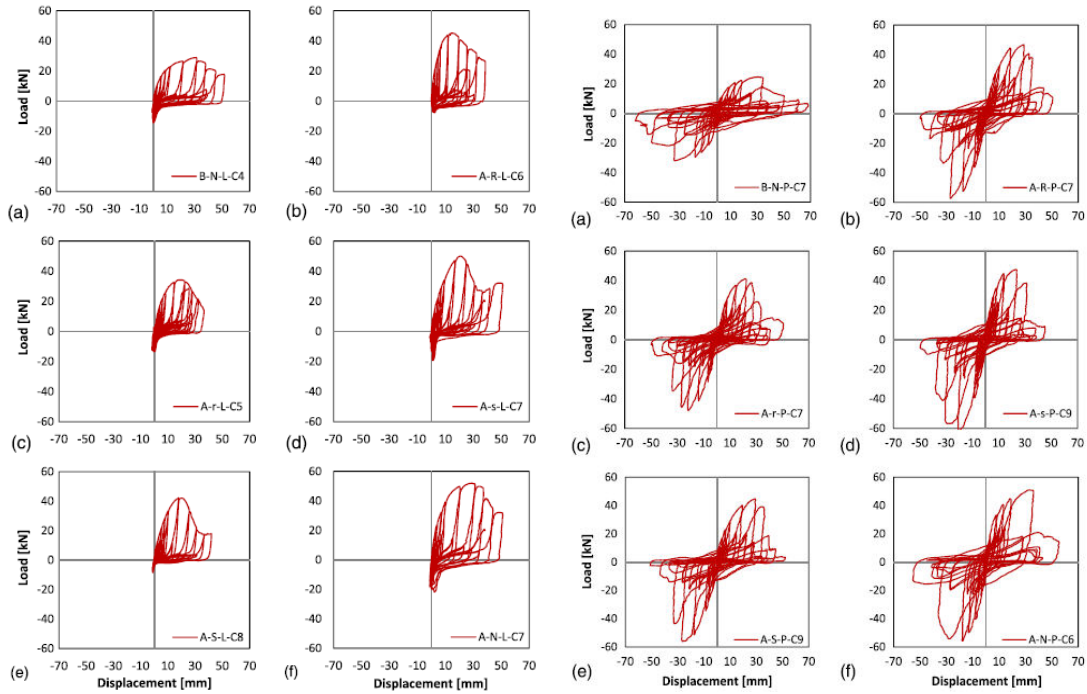 60
40
20
0
-20
-40
-60
Load [kN]
B-N-L-C4
-70 -50 -30 -10 10 30 50 70
(a)
60
40
20
0
-20
-40
-60
A-R-L-C6
-70 -50 -30 -10 10 30 50 70
(b)
60
40
20
0
-20
-40
-60
Load [kN]
A-r-L-C5
-70 -50 -30 -10 10 30 50 70
(c)
60
40
20
0
-20
-40
-60
A-s-L-C7
-70 -50 -30 -10 10 30 50 70
(d)
60
40
20
0
-20
-40
-60
Load [kN]
A-S-L-C8
-70 -50 -30 -10 10 30 50 70
(e)
Displacement [mm]
60
40
20
0
-20
-40
-60
A-N-L-C7
-70 -50 -30 -10 10 30 50 70
(f)
Displacement [mm]
60
40
20
0
-20
-40
-60
Load [kN]
B-N-P-C7
-70 -50 -30 -10 10 30 50 70
(a)
60
40
20
0
-20
-40
-60
A-R-P-C7
-70 -50 -30 -10 10 30 50 70
(b)
60
40
20
0
-20
-40
-60
Load [kN]
A-r-P-C7
-70 -50 -30 -10 10 30 50 70
(c)
60
40
20
0
-20
-40
-60
A-s-P-C9
-70 -50 -30 -10 10 30 50 70
(d)
60
40
20
0
-20
-40
-60
Load [kN]
A-S-P-C9
-70 -50 -30 -10 10 30 50 70
(e)
Displacement [mm]
60
40
20
0
-20
-40
-60
A-N-P-C6
-70 -50 -30 -10 10 30 50 70
(f)
Displacement [mm]